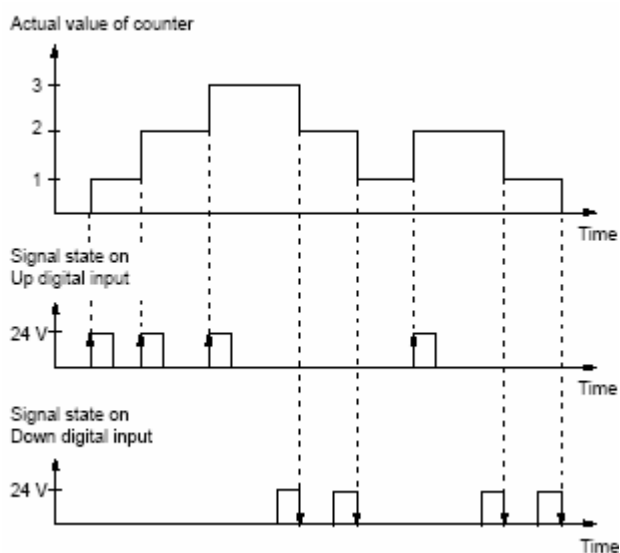 Actual value of counter
3
2
1
Time
Signal state on
Up digital input
24 V
Time
Signal state on
Down digital input
24 V
Time